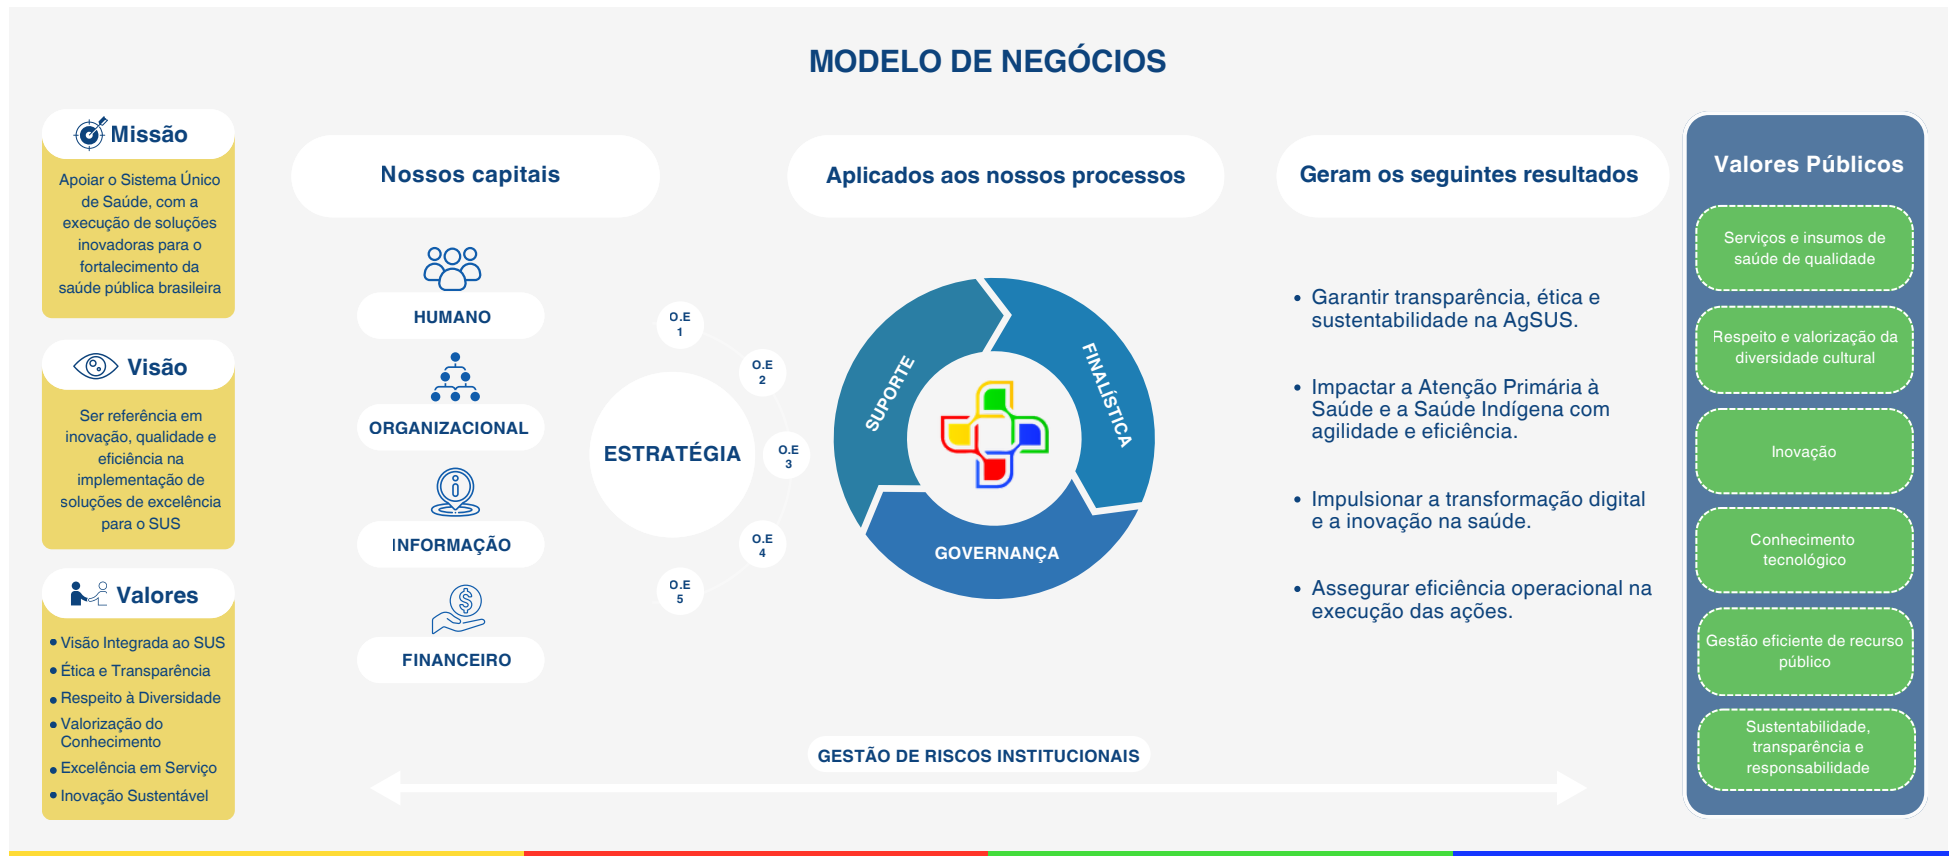 MODELO DE NEGÓCIOS
Missão
Apoiar o Sistema Único
de Saúde, com a
execução de soluções
inovadoras para o
fortalecimento da
saúde pública brasileira
Visão
Ser referência em
inovação, qualidade e
eficiência na
implementação de
soluções de excelência
para o SUS
Valores
Visão Integrada ao SUS
Ética e Transparência
Respeito à Diversidade
Valorização do
Conhecimento
Excelência em Serviço
Inovação Sustentável
Nossos capitais
HUMANO
ORGANIZACIONAL
INFORMAÇÃO
FINANCEIRO
ESTRATÉGIA
O.E
1
O.E
2
O.E
3
O.E
4
O.E
5
Aplicados aos nossos processos
SUPORTE
FINALÍSTICA
GOVERNANÇA
Geram os seguintes resultados
• Garantir transparência, ética e
sustentabilidade na AgSUS.
• Impactar a Atenção Primária à
Saúde e a Saúde Indígena com
agilidade e eficiência.
• Impulsionar a transformação digital
e a inovação na saúde.
• Assegurar eficiência operacional na
execução das ações.
GESTÃO DE RISCOS INSTITUCIONAIS
Valores Públicos
Serviços e insumos de
saúde de qualidade
Respeito e valorização da
diversidade cultural
Inovação
Conhecimento
tecnológico
Gestão eficiente de recurso
público
Sustentabilidade,
transparência e
responsabilidade